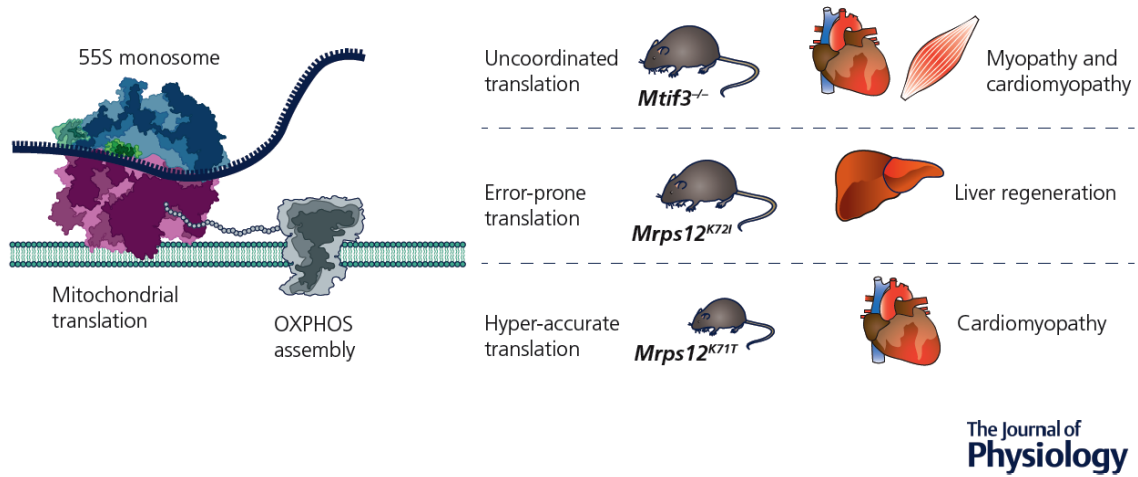 55S monosome
Mitochondrial
translation
OXPHOS
assembly
Uncoordinated
translation
Mtif3–/–
Myopathy and
cardiomyopathy
Error-prone
translation
Mrps12K72I
Liver regeneration
Hyper-accurate
translation
Mrps12K71T
Cardiomyopathy
The Journal of
Physiology